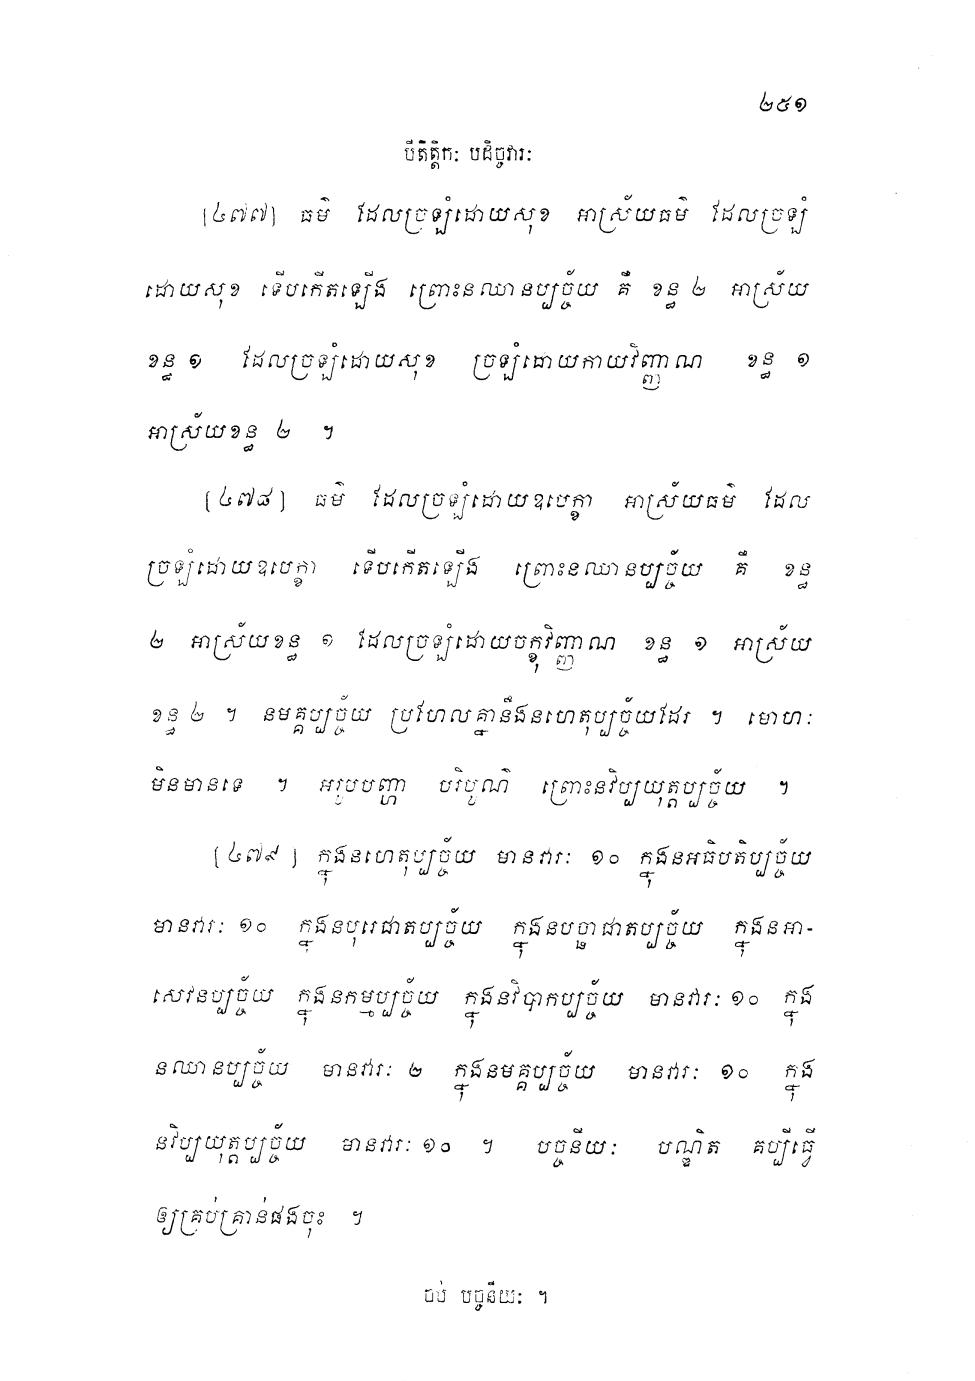 ២៥១
បីតិត្តិកៈ បដិច្ចវារៈ
[៤៧៧] ធម៌ ដែលច្រឡំដោយសុខ អាស្រ័យធម៌ ដែលច្រឡំ
ដោយសុខ ទើបកើតឡើង ព្រោះនឈានប្បច្ច័យ គឺ ខន្ធ ២ អាស្រ័យ
ខន្ធ ១ ដែលច្រឡំដោយសុខ ច្រឡំដោយកាយវិញ្ញាណ ខន្ធ ១
អាស្រ័យខន្ធ ២ ។
[៤៧៨] ធម៌ ដែលច្រឡំដោយឧបេក្ខា អាស្រ័យធម៌ ដែល
ច្រឡំដោយឧបេក្ខា ទើបកើតឡើង ព្រោះនឈានប្បច្ច័យ គឺ ខន្ធ
២ អាស្រ័យខន្ធ ១ ដែលច្រឡំដោយចក្ខុវិញ្ញាណ ខន្ធ ១ អាស្រ័យ
ខន្ធ ២ ។ នមគ្គប្បច្ច័យ ប្រហែលគ្នានឹងនហេតុប្បច្ច័យដែរ ។ មោហៈ
មិនមានទេ ។ អរូបបញ្ហា បរិបូណ៌ ព្រោះនវិប្បយុត្តប្បច្ច័យ ។
[៤៧៩] ក្នុងនហេតុប្បច្ច័យ មានវារៈ ១០ ក្នុងនអធិបតិប្បច្ច័យ
មានវារៈ ១០ ក្នុងនបុរេជាតប្បច្ច័យ ក្នុងនបច្ឆាជាតប្បច្ច័យ ក្នុងនអា-
សេវនប្បច្ច័យ ក្នុងនកម្មប្បច្ច័យ ក្នុងនវិបាកប្បច្ច័យ មានវារៈ ១០ ក្នុង
នឈានប្បច្ច័យ មានវារៈ ២ ក្នុងនមគ្គប្បច្ច័យ មានវារៈ ១០ ក្នុង
នវិប្បយុត្តប្បច្ច័យ មានវារៈ ១០ ។ បច្ចនីយៈ បណ្ឌិត គប្បីធ្វើ
ឲ្យគ្រប់គ្រាន់ផងចុះ ។
ចប់ បច្ចនីយៈ ។